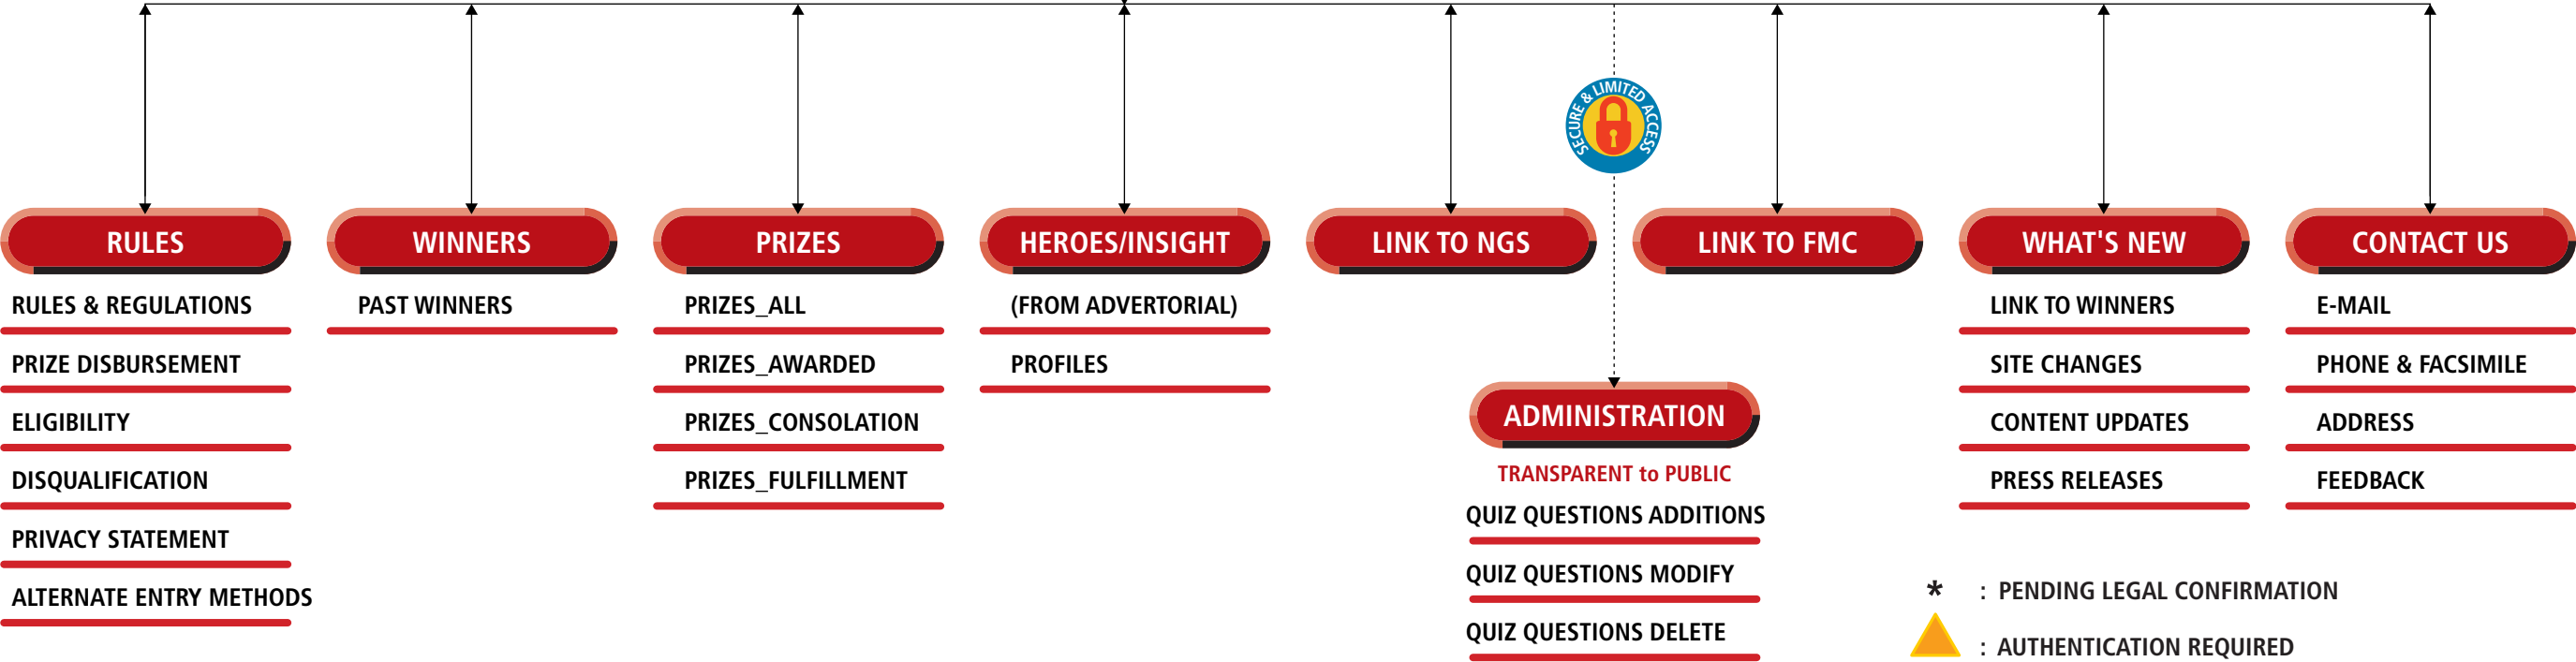 SECURE & LIMITED ACCESS
RULES
RULES & REGULATIONS
PRIZE DISBURSEMENT
ELIGIBILITY
DISQUALIFICATION
PRIVACY STATEMENT
ALTERNATE ENTRY METHODS
WINNERS
PAST WINNERS
PRIZES
PRIZES_ALL
PRIZES_AWARDED
PRIZES_CONSOLATION
PRIZES_FULFILLMENT
HEROES/INSIGHT
(FROM ADVERTORIAL)
PROFILES
LINK TO NGS
ADMINISTRATION
TRANSPARENT to PUBLIC
QUIZ QUESTIONS ADDITIONS
QUIZ QUESTIONS MODIFY
QUIZ QUESTIONS DELETE
LINK TO FMC
WHAT'S NEW
LINK TO WINNERS
SITE CHANGES
CONTENT UPDATES
PRESS RELEASES
CONTACT US
E-MAIL
PHONE & FACSIMILE
ADDRESS
FEEDBACK
* : PENDING LEGAL CONFIRMATION
: AUTHENTICATION REQUIRED